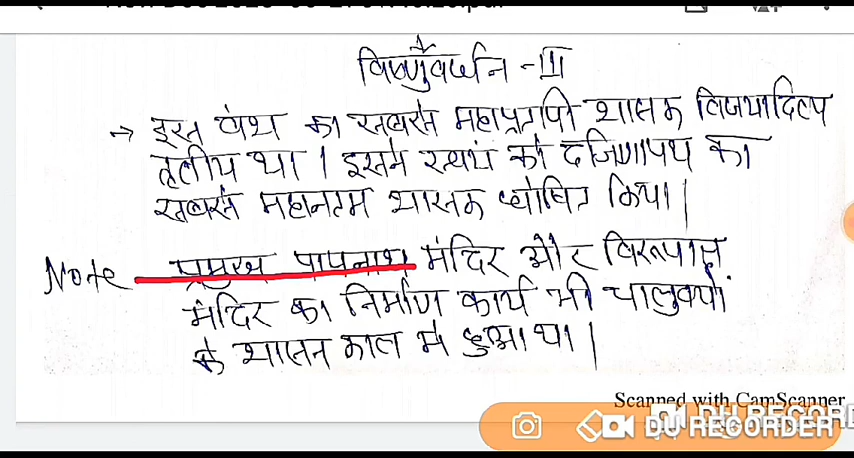 विष्णुवर्धन -III
→ इस वंश का सबसे महाप्रतापी शासक विजयादित्य
तृतीय था। इसने स्वयं को दक्षिणापथ का
सबसे महानतम शासक घोषित किया|
Note प्रमुख पापनाथ मंदिर और विरूपाक्ष
मंदिर का निर्माण कार्य भी चालुक्यों
के शासन काल मे हुआ था|
Scanned with CamScanner
DU RECORDER